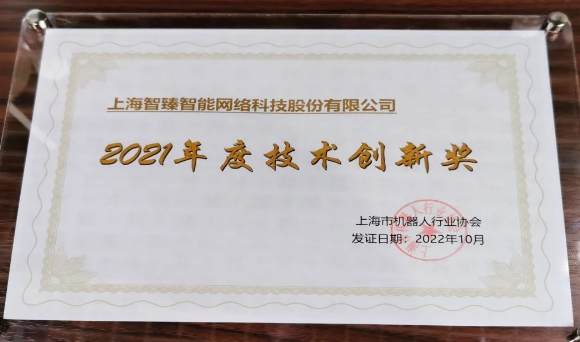 上海智臻智能网络科技股份有限公司
2021年度技术创新奖
上海市机器人行业协会
发证日期：2022年10月